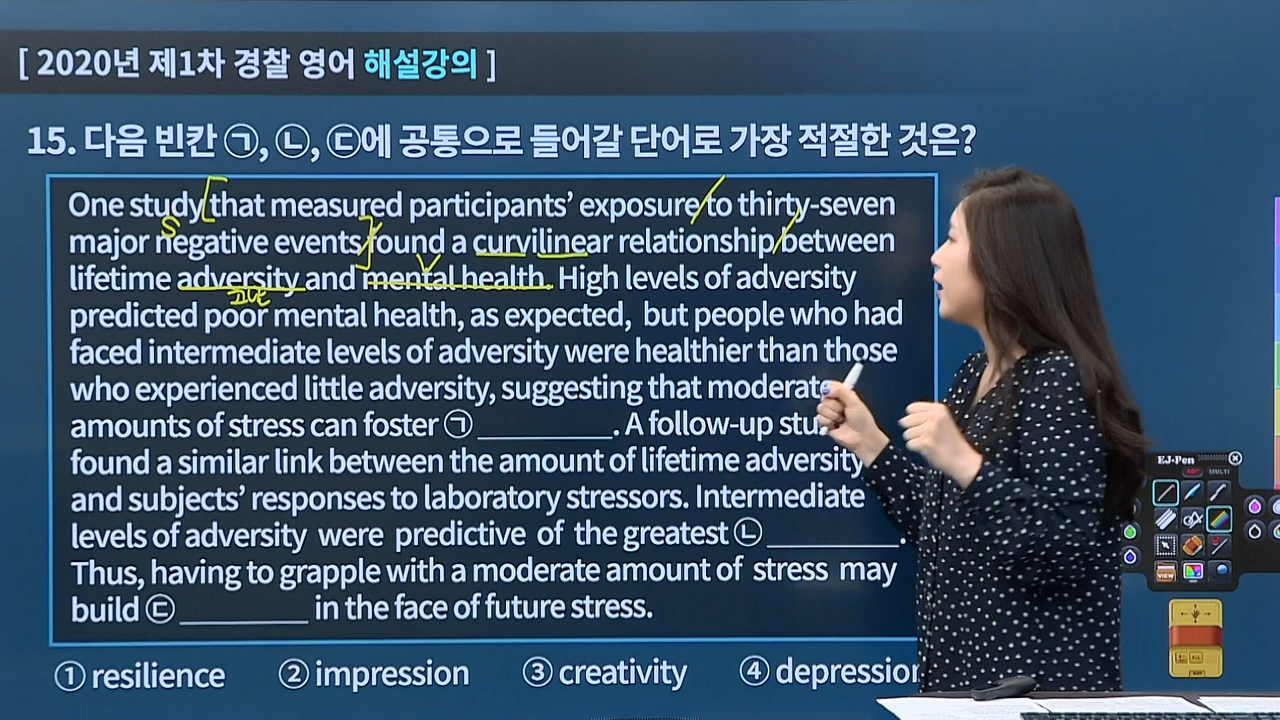 [ 2020년 제1차 경찰 영어 해설강의 ]
15. 다음 빈칸 ㉠, ㉡, ㉢에 공통으로 들어갈 단어로 가장 적절한 것은?
One study that measured participants’ exposure to thirty-seven
major negative events found a curvilinear relationship between
lifetime adversity and mental health. High levels of adversity
predicted poor mental health, as expected, but people who had
faced intermediate levels of adversity were healthier than those
who experienced little adversity, suggesting that moderate
amounts of stress can foster ㉠ __________. A follow-up stu
found a similar link between the amount of lifetime adversity
and subjects’ responses to laboratory stressors. Intermediate
levels of adversity were predictive of the greatest ㉡ __________.
Thus, having to grapple with a moderate amount of stress may
build ㉢ __________ in the face of future stress.
① resilience ② impression ③ creativity ④ depression
EJ-Pen
MULTI
VIEW